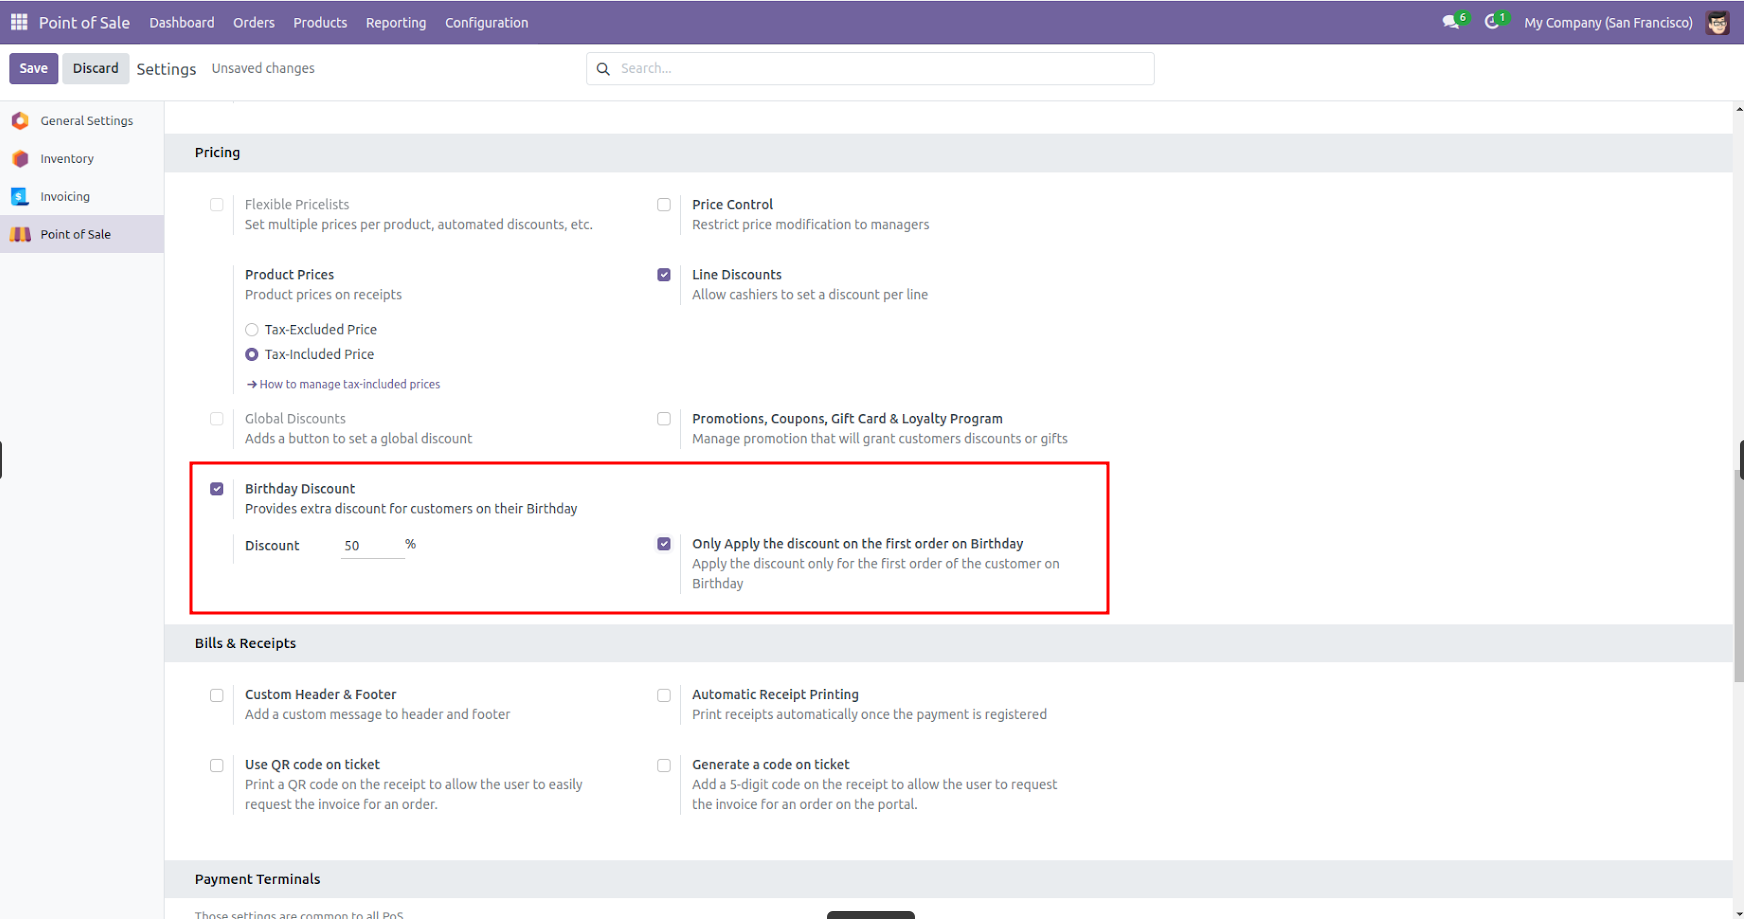 Point of Sale Dashboard Orders Products Reporting Configuration 6 1 My Company (San Francisco)
Save Discard Settings Unsaved changes Search...
General Settings
Inventory
Invoicing
Point of Sale
Pricing
Flexible Pricelists
Set multiple prices per product, automated discounts, etc.
Price Control
Restrict price modification to managers
Product Prices
Product prices on receipts
Tax-Excluded Price
Tax-Included Price
How to manage tax-included prices
Line Discounts
Allow cashiers to set a discount per line
Global Discounts
Adds a button to set a global discount
Promotions, Coupons, Gift Card & Loyalty Program
Manage promotion that will grant customers discounts or gifts
Birthday Discount
Provides extra discount for customers on their Birthday
Discount 50 %
Only Apply the discount on the first order on Birthday
Apply the discount only for the first order of the customer on
Birthday
Bills & Receipts
Custom Header & Footer
Add a custom message to header and footer
Automatic Receipt Printing
Print receipts automatically once the payment is registered
Use QR code on ticket
Print a QR code on the receipt to allow the user to easily
request the invoice for an order.
Generate a code on ticket
Add a 5-digit code on the receipt to allow the user to request
the invoice for an order on the portal.
Payment Terminals
Those settings are common to all PoS